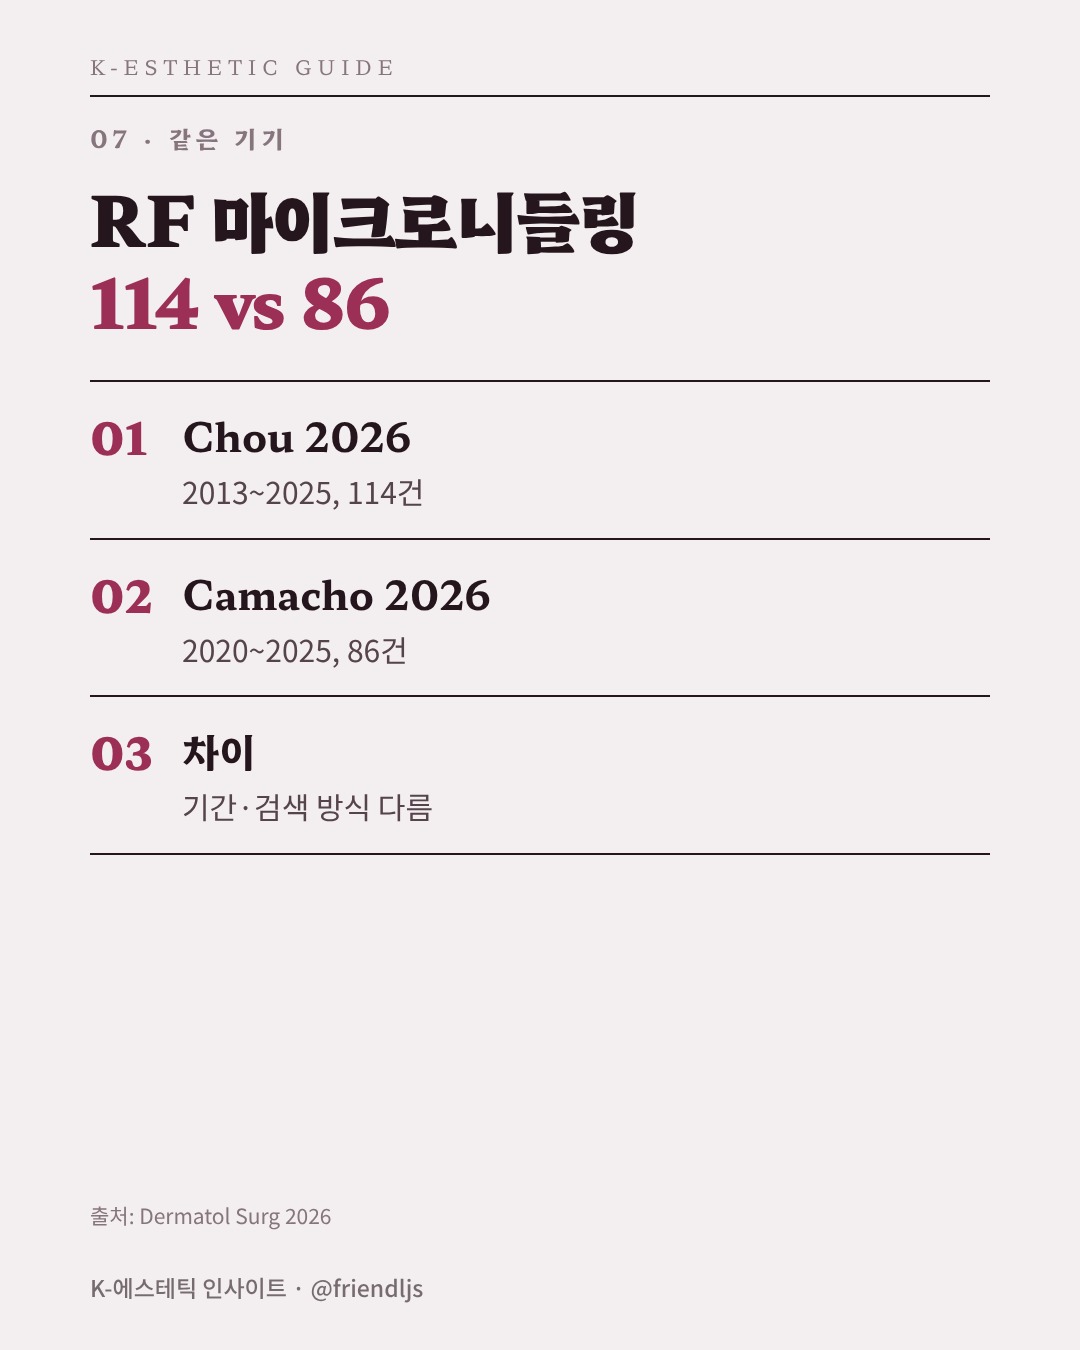 K-ESTHETIC GUIDE
07 · 같은 기기
RF 마이크로니들링
114 vs 86
01 Chou 2026
2013~2025, 114건
02 Camacho 2026
2020~2025, 86건
03 차이
기간·검색 방식 다름
출처: Dermatol Surg 2026
K-에스테틱 인사이트 · @friendljs